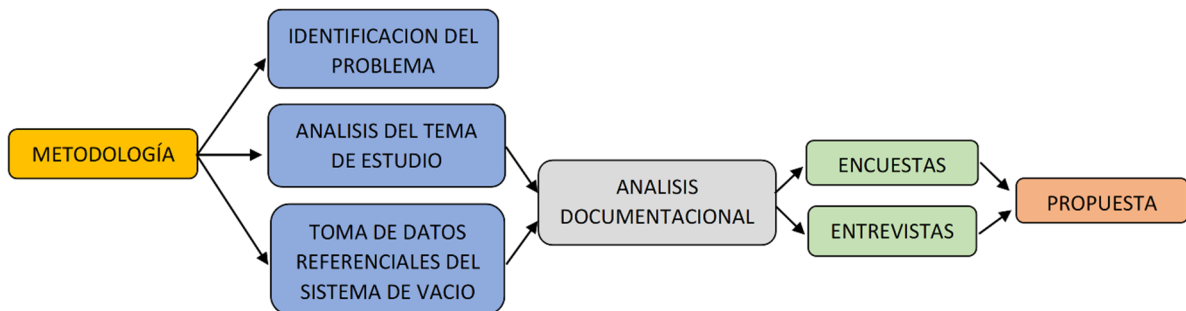 METODOLOGÍA
IDENTIFICACION DEL
PROBLEMA
ANALISIS DEL TEMA
DE ESTUDIO
TOMA DE DATOS
REFERENCIALES DEL
SISTEMA DE VACIO
ANALISIS
DOCUMENTACIONAL
ENCUESTAS
ENTREVISTAS
PROPUESTA